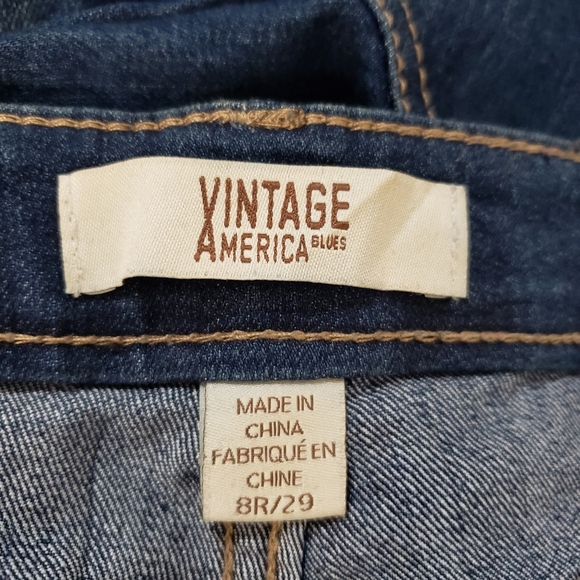 VINTAGE
AMERICA BLUES
MADE IN
CHINA
FABRIQUÉ EN
CHINE
8R/29